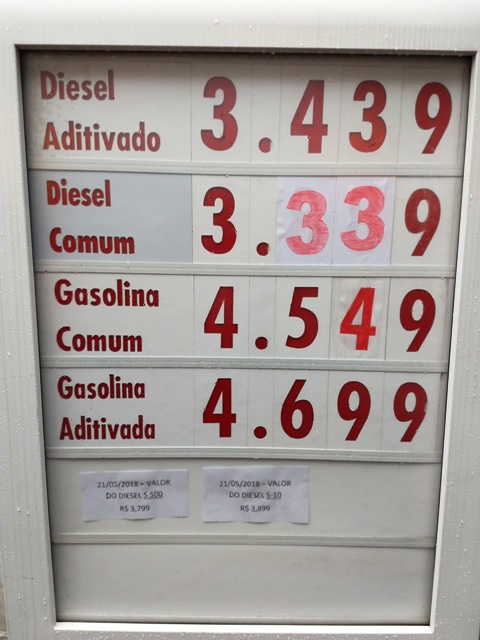 Diesel
Aditivado 3.439
Diesel
Comum 3.339
Gasolina
Comum 4.549
Gasolina
Aditivada 4.699
21/05/2018 – VALOR
DO DIESEL S 500
R$ 3,799
21/05/2018 – VALOR
DO DIESEL S-10
R$ 3,899